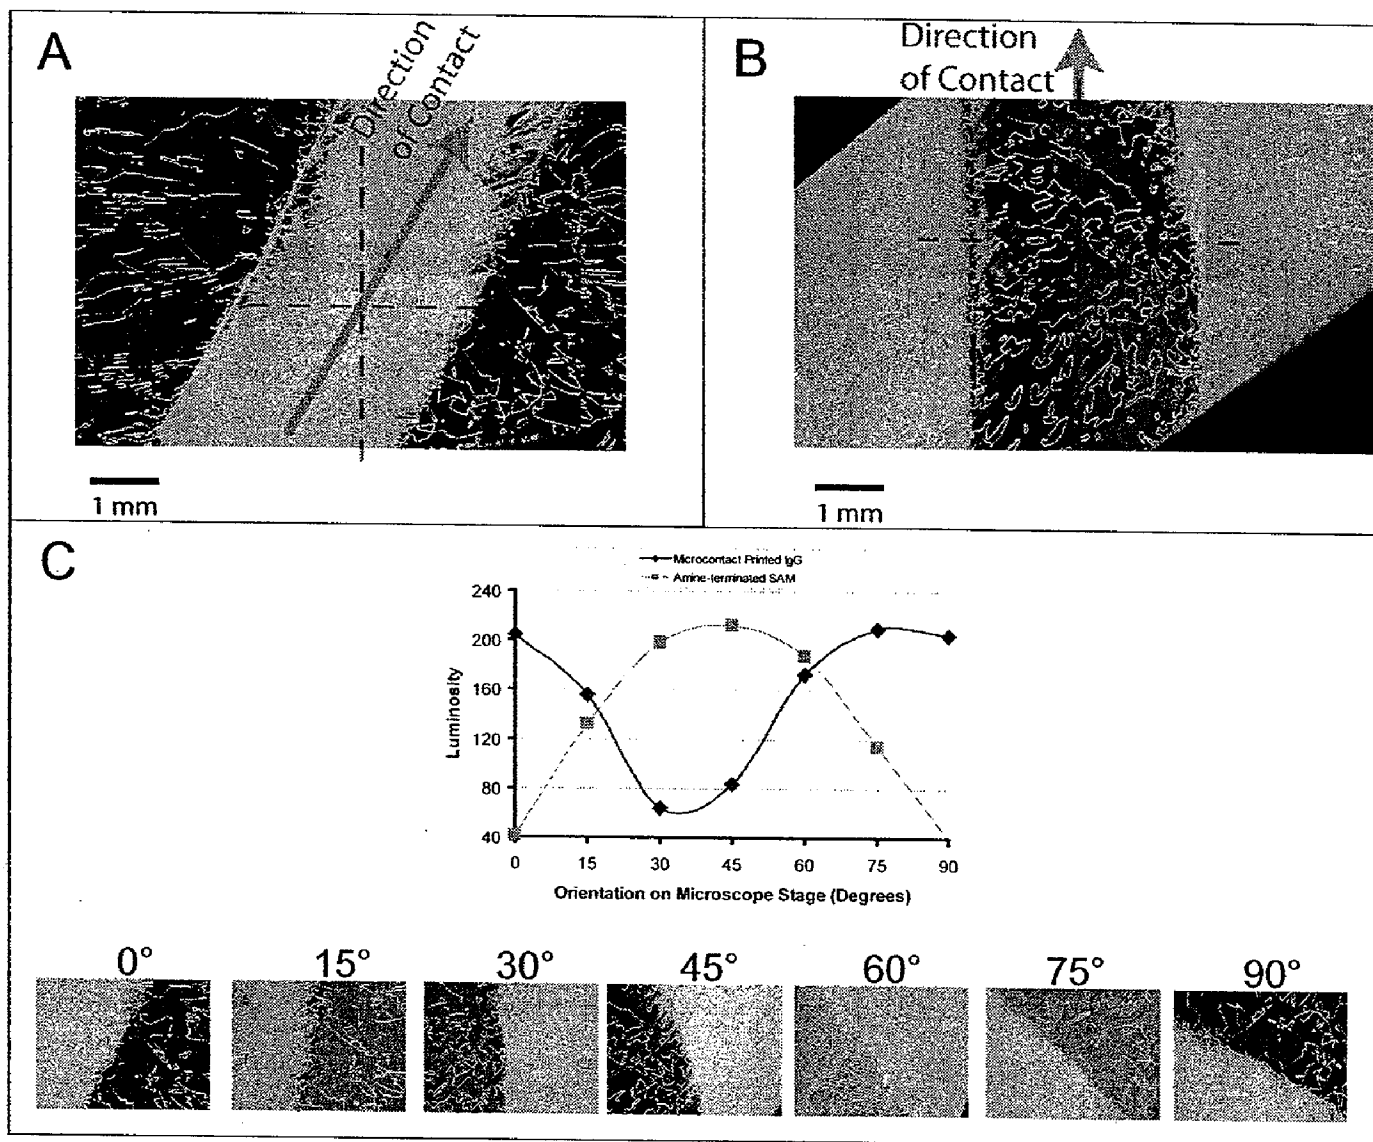 A
Direction
of Contact
1 mm
B
Direction
of Contact
1 mm
C
Microcontact Printed IgG
Amine-terminated SAM
240
200
160
120
80
40
Luminosity
0 15 30 45 60 75 90
Orientation on Microscope Stage (Degrees)
0° 15° 30° 45° 60° 75° 90°